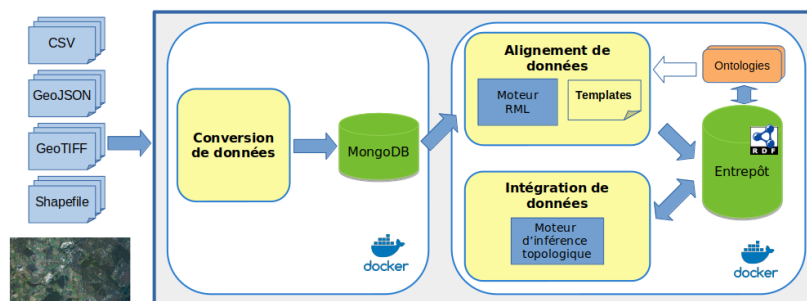 CSV
GeoJSON
GeoTIFF
Shapefile
Conversion
de données
MongoDB
docker
Alignement de
données
Moteur
RML
Templates
Ontologies
RDF
Entrepôt
Intégration de
données
Moteur
d'inférence
topologique
docker